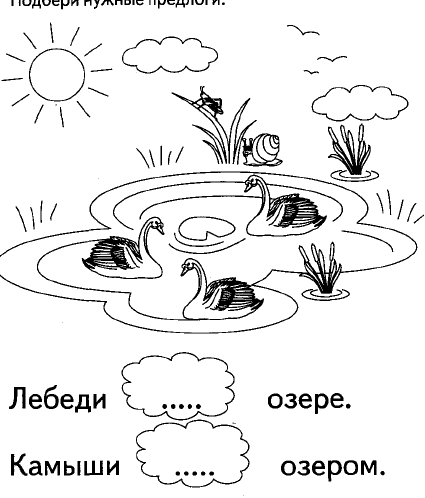 Подбери нужные предлоги.
Лебеди ..... озере.
Камыши ..... озером.